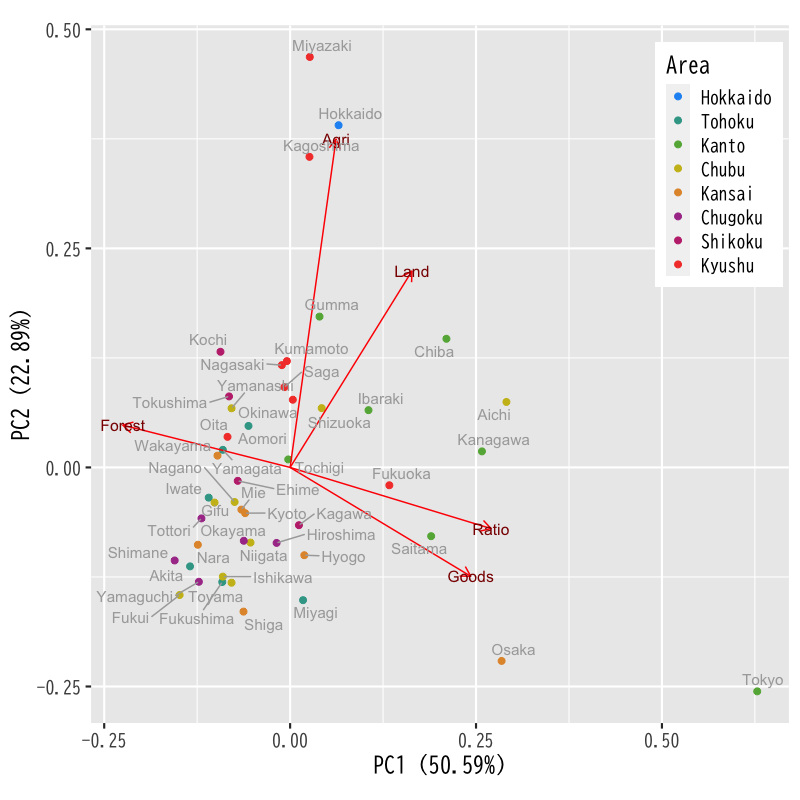 0.50
0.25
0.00
-0.25
-0.25
0.00
0.25
0.50
PC1 (50.59%)
PC2 (22.89%)
Area
Hokkaido
Tohoku
Kanto
Chubu
Kansai
Chugoku
Shikoku
Kyushu
Miyazaki
Hokkaido
Agri
Kagoshima
Land
Gumma
Kochi
Kumamoto
Chiba
Nagasaki
Saga
Yamanashi
Tokushima
Ibaraki
Okinawa
Shizuoka
Aichi
Forest
Oita
Aomori
Kanagawa
Wakayama
Yamagata
Tochigi
Nagano
Fukuoka
Ehime
Iwate
Mie
Gifu
Kyoto
Kagawa
Tottori
Okayama
Hiroshima
Ratio
Saitama
Shimane
Nara
Niigata
Hyogo
Akita
Ishikawa
Goods
Yamaguchi
Toyama
Fukui
Fukushima
Shiga
Miyagi
Osaka
Tokyo